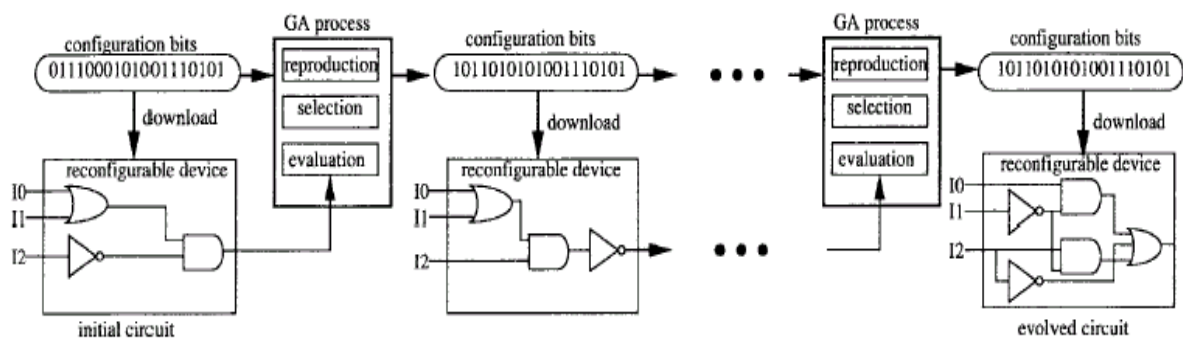 configuration bits
0111000101001110101
download
reconfigurable device
I0
I1
I2
initial circuit
GA process
reproduction
selection
evaluation
configuration bits
1011010101001110101
download
reconfigurable device
I0
I1
I2
GA process
reproduction
selection
evaluation
configuration bits
1011010101001110101
download
reconfigurable device
I0
I1
I2
evolved circuit